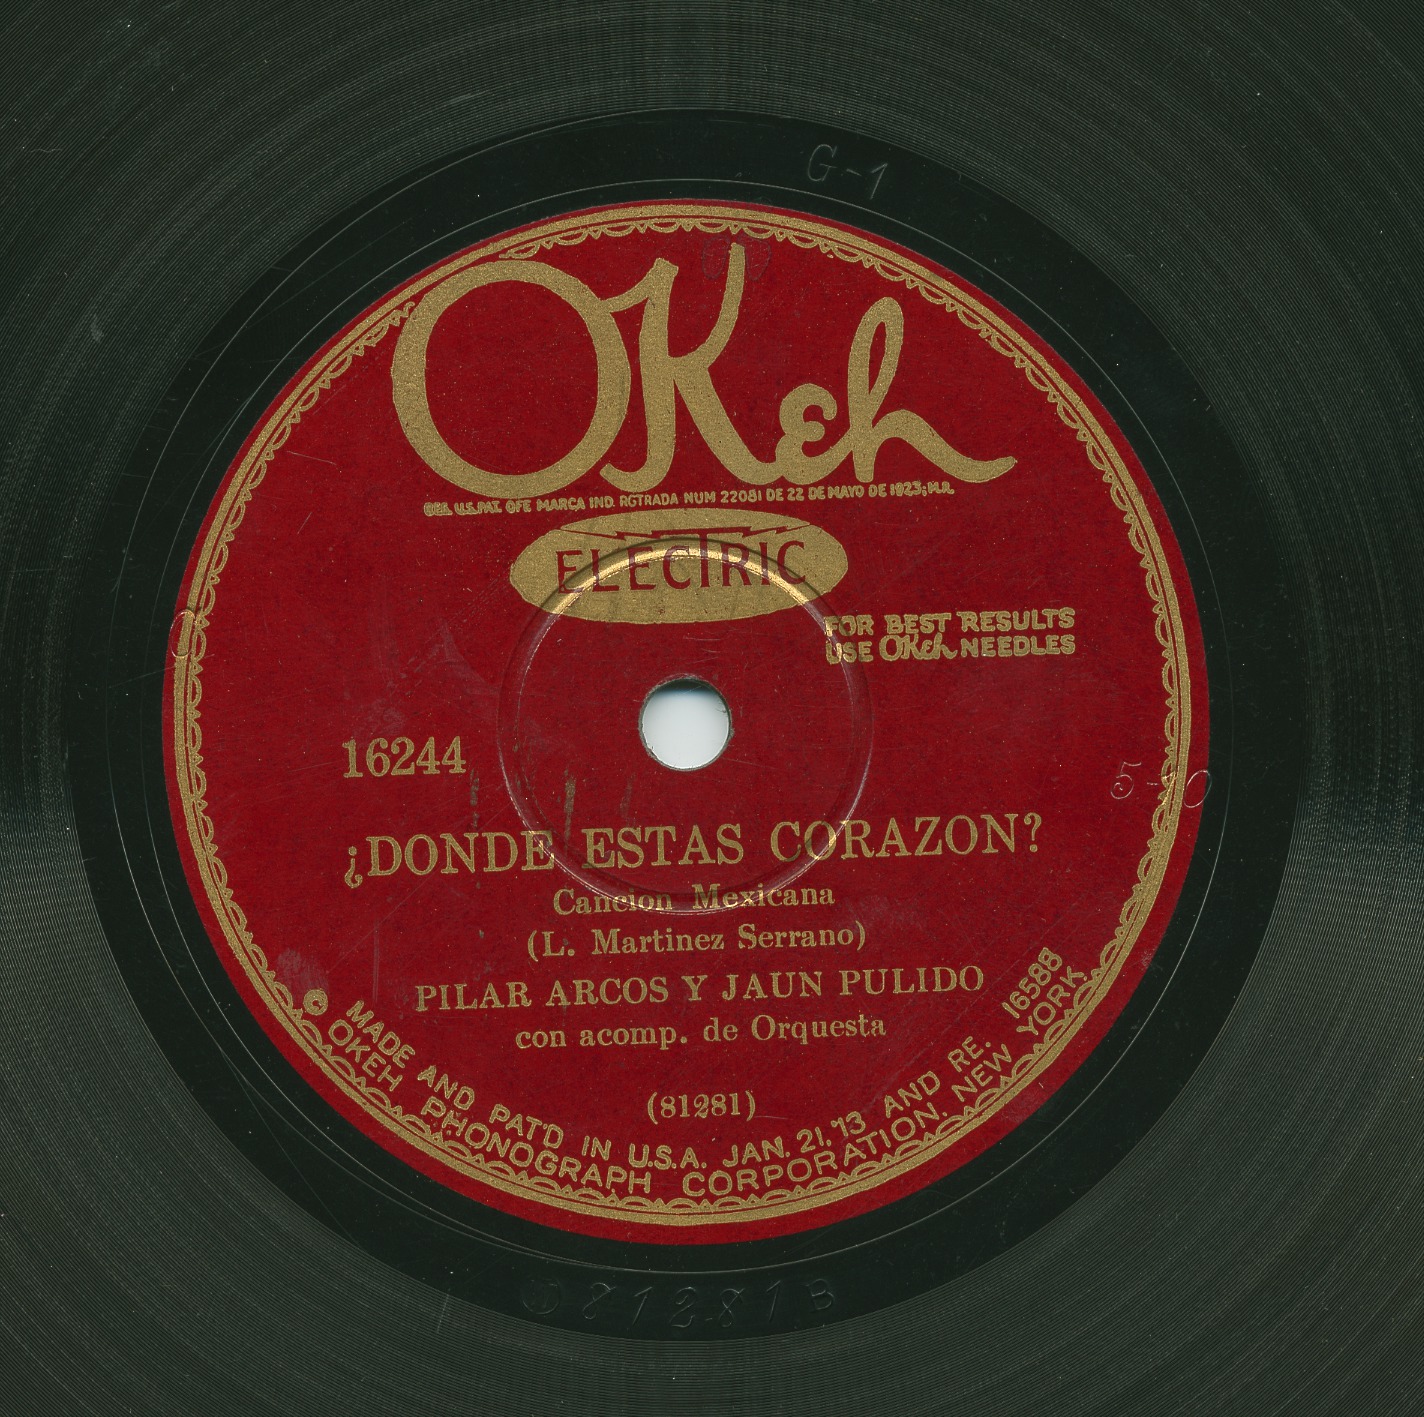 G-1
OKeh
REG. U.S. PAT. OFF. MARCA IND. RGTRADA NUM 22081 DE 22 DE MAYO DE 1923; M.R.
ELECTRIC
FOR BEST RESULTS
USE OKeh NEEDLES
16244
¿DONDE ESTAS CORAZON?
Cancion Mexicana
(L. Martinez Serrano)
PILAR ARCOS Y JAUN PULIDO
con acomp. de Orquesta
(81281)
© MADE AND PAT'D IN U.S.A. JAN. 21, '13 AND RE. 16588
OKEH PHONOGRAPH CORPORATION. NEW YORK
81281B